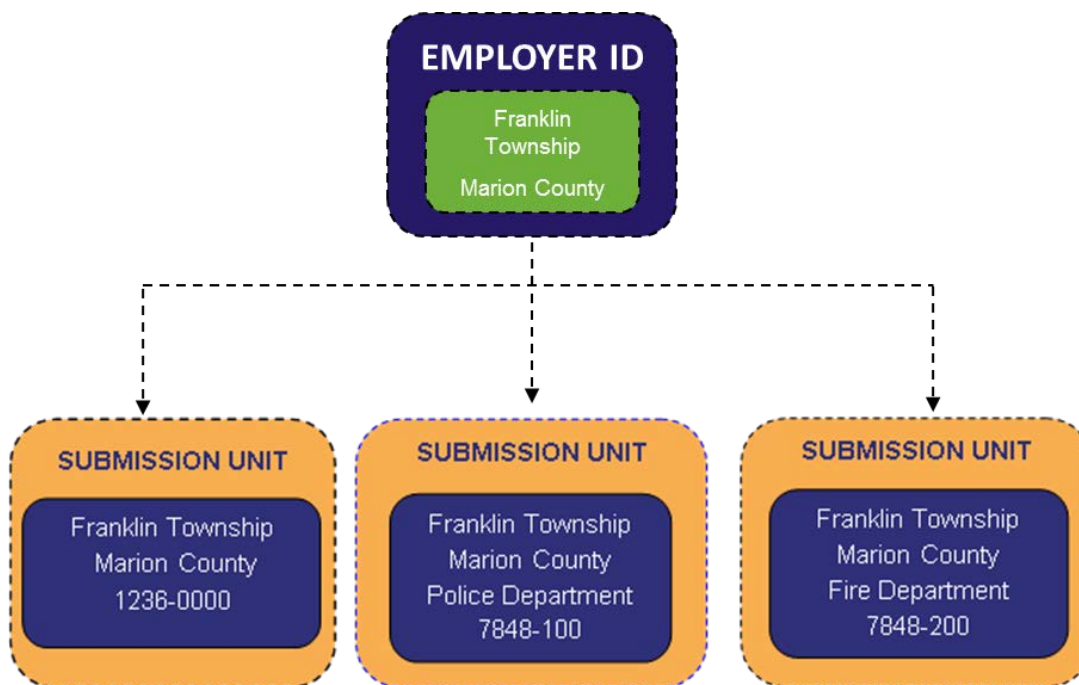 EMPLOYER ID
Franklin
Township
Marion County
SUBMISSION UNIT
Franklin Township
Marion County
1236-0000
SUBMISSION UNIT
Franklin Township
Marion County
Police Department
7848-100
SUBMISSION UNIT
Franklin Township
Marion County
Fire Department
7848-200